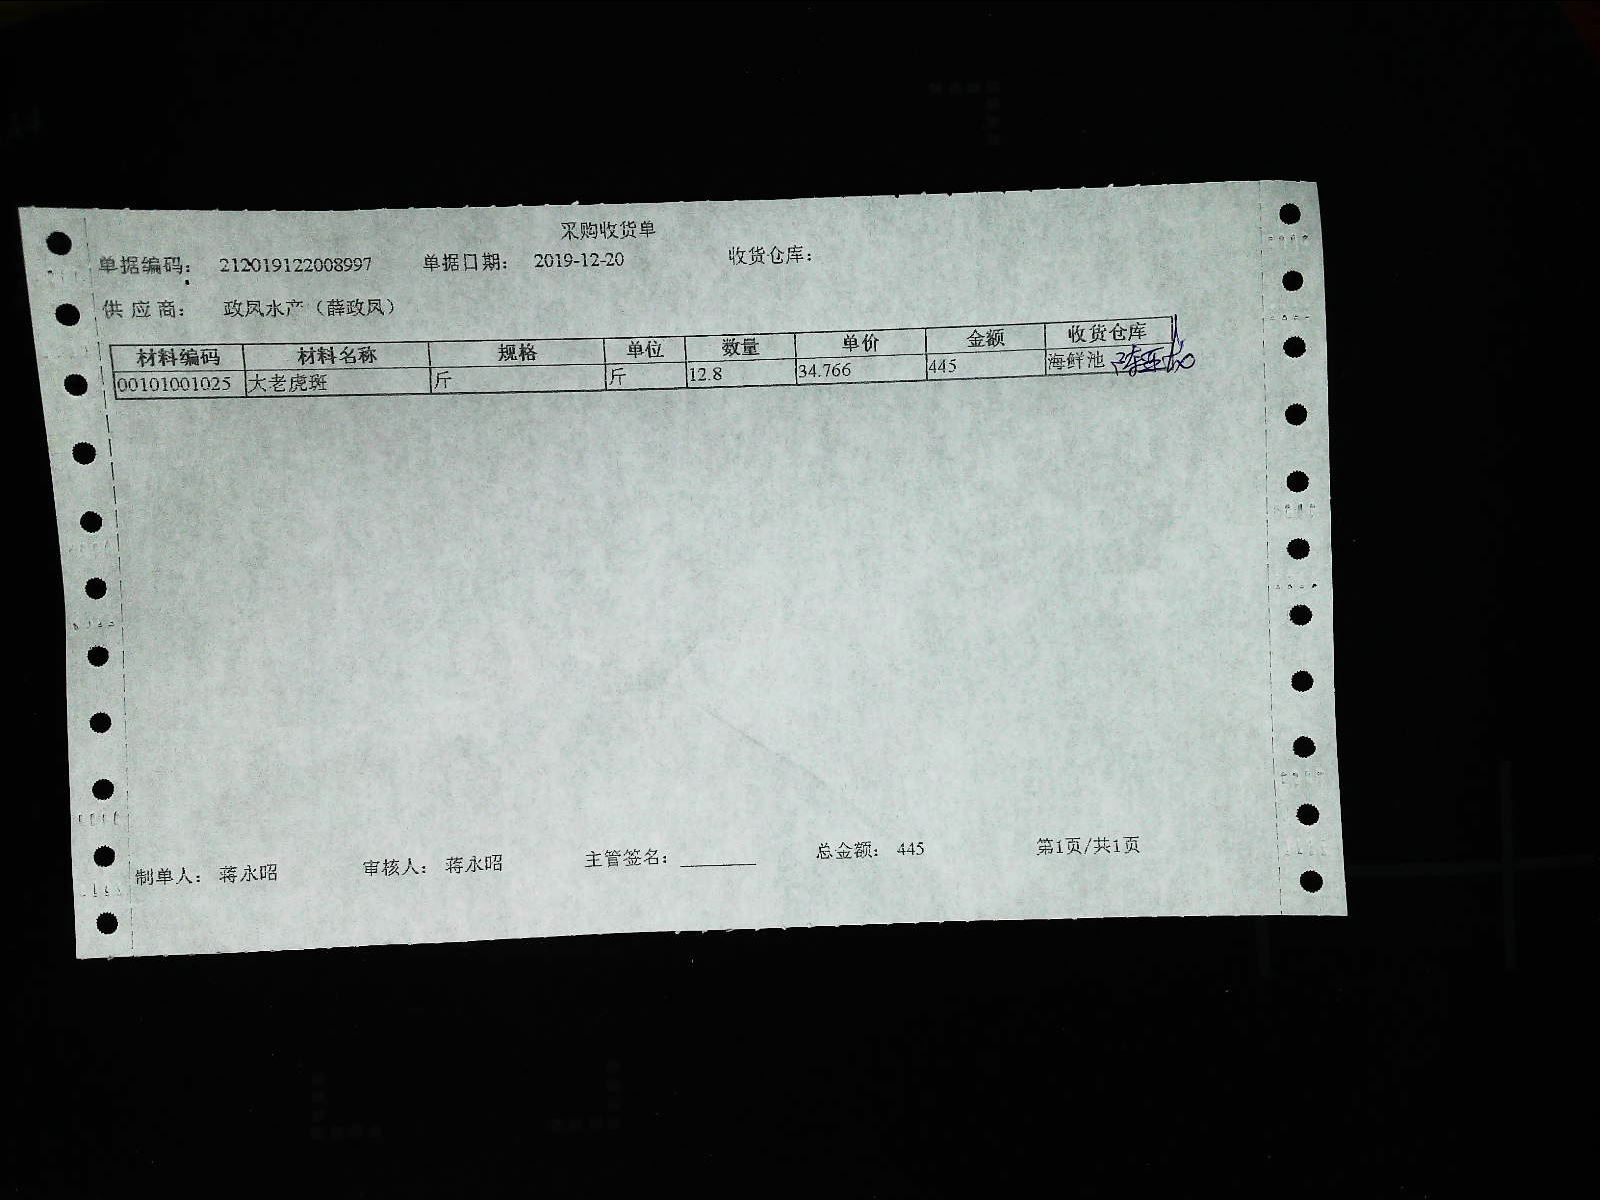 采购收货单
单据编码： 212019122008997 单据日期： 2019-12-20 收货仓库：
供应商： 政凤水产（薛政凤）
材料编码 材料名称 规格 单位 数量 单价 金额 收货仓库
00101001025 大老虎斑 斤 斤 12.8 34.766 445 海鲜池
制单人： 蒋永昭 审核人： 蒋永昭 主管签名：________ 总金额： 445 第1页/共1页